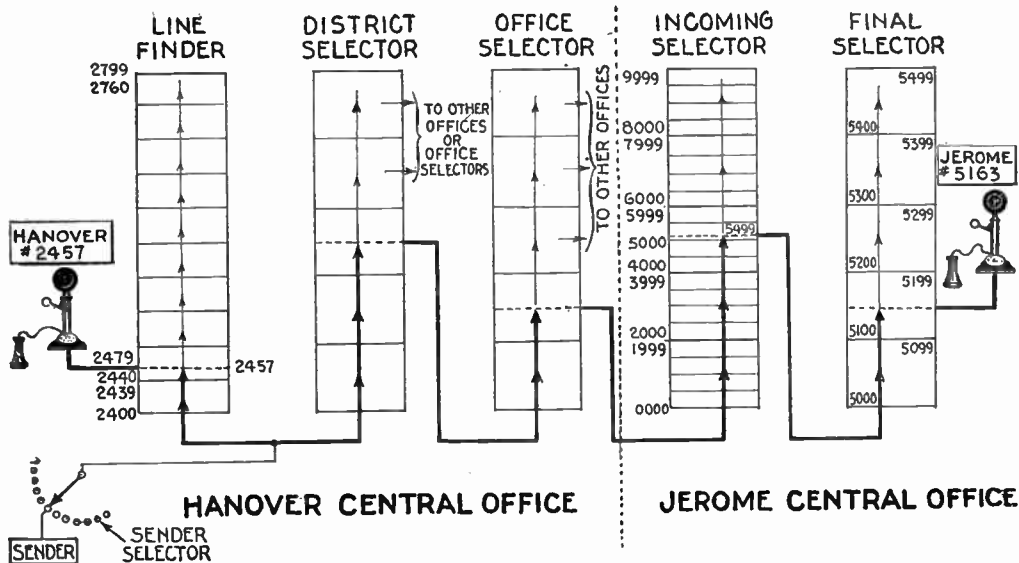 LINE
FINDER
DISTRICT
SELECTOR
OFFICE
SELECTOR
INCOMING
SELECTOR
FINAL
SELECTOR
2799
2760
2479
2440
2439
2400
2457
HANOVER
# 2457
TO OTHER
OFFICES
OR
OFFICE
SELECTORS
TO OTHER OFFICES
9999
8000
7999
6000
5999
5499
5000
4000
3999
2000
1999
0000
5499
5400
5399
5300
5299
5200
5199
5100
5099
5000
JEROME
# 5163
HANOVER CENTRAL OFFICE
JEROME CENTRAL OFFICE
SENDER
SENDER
SELECTOR